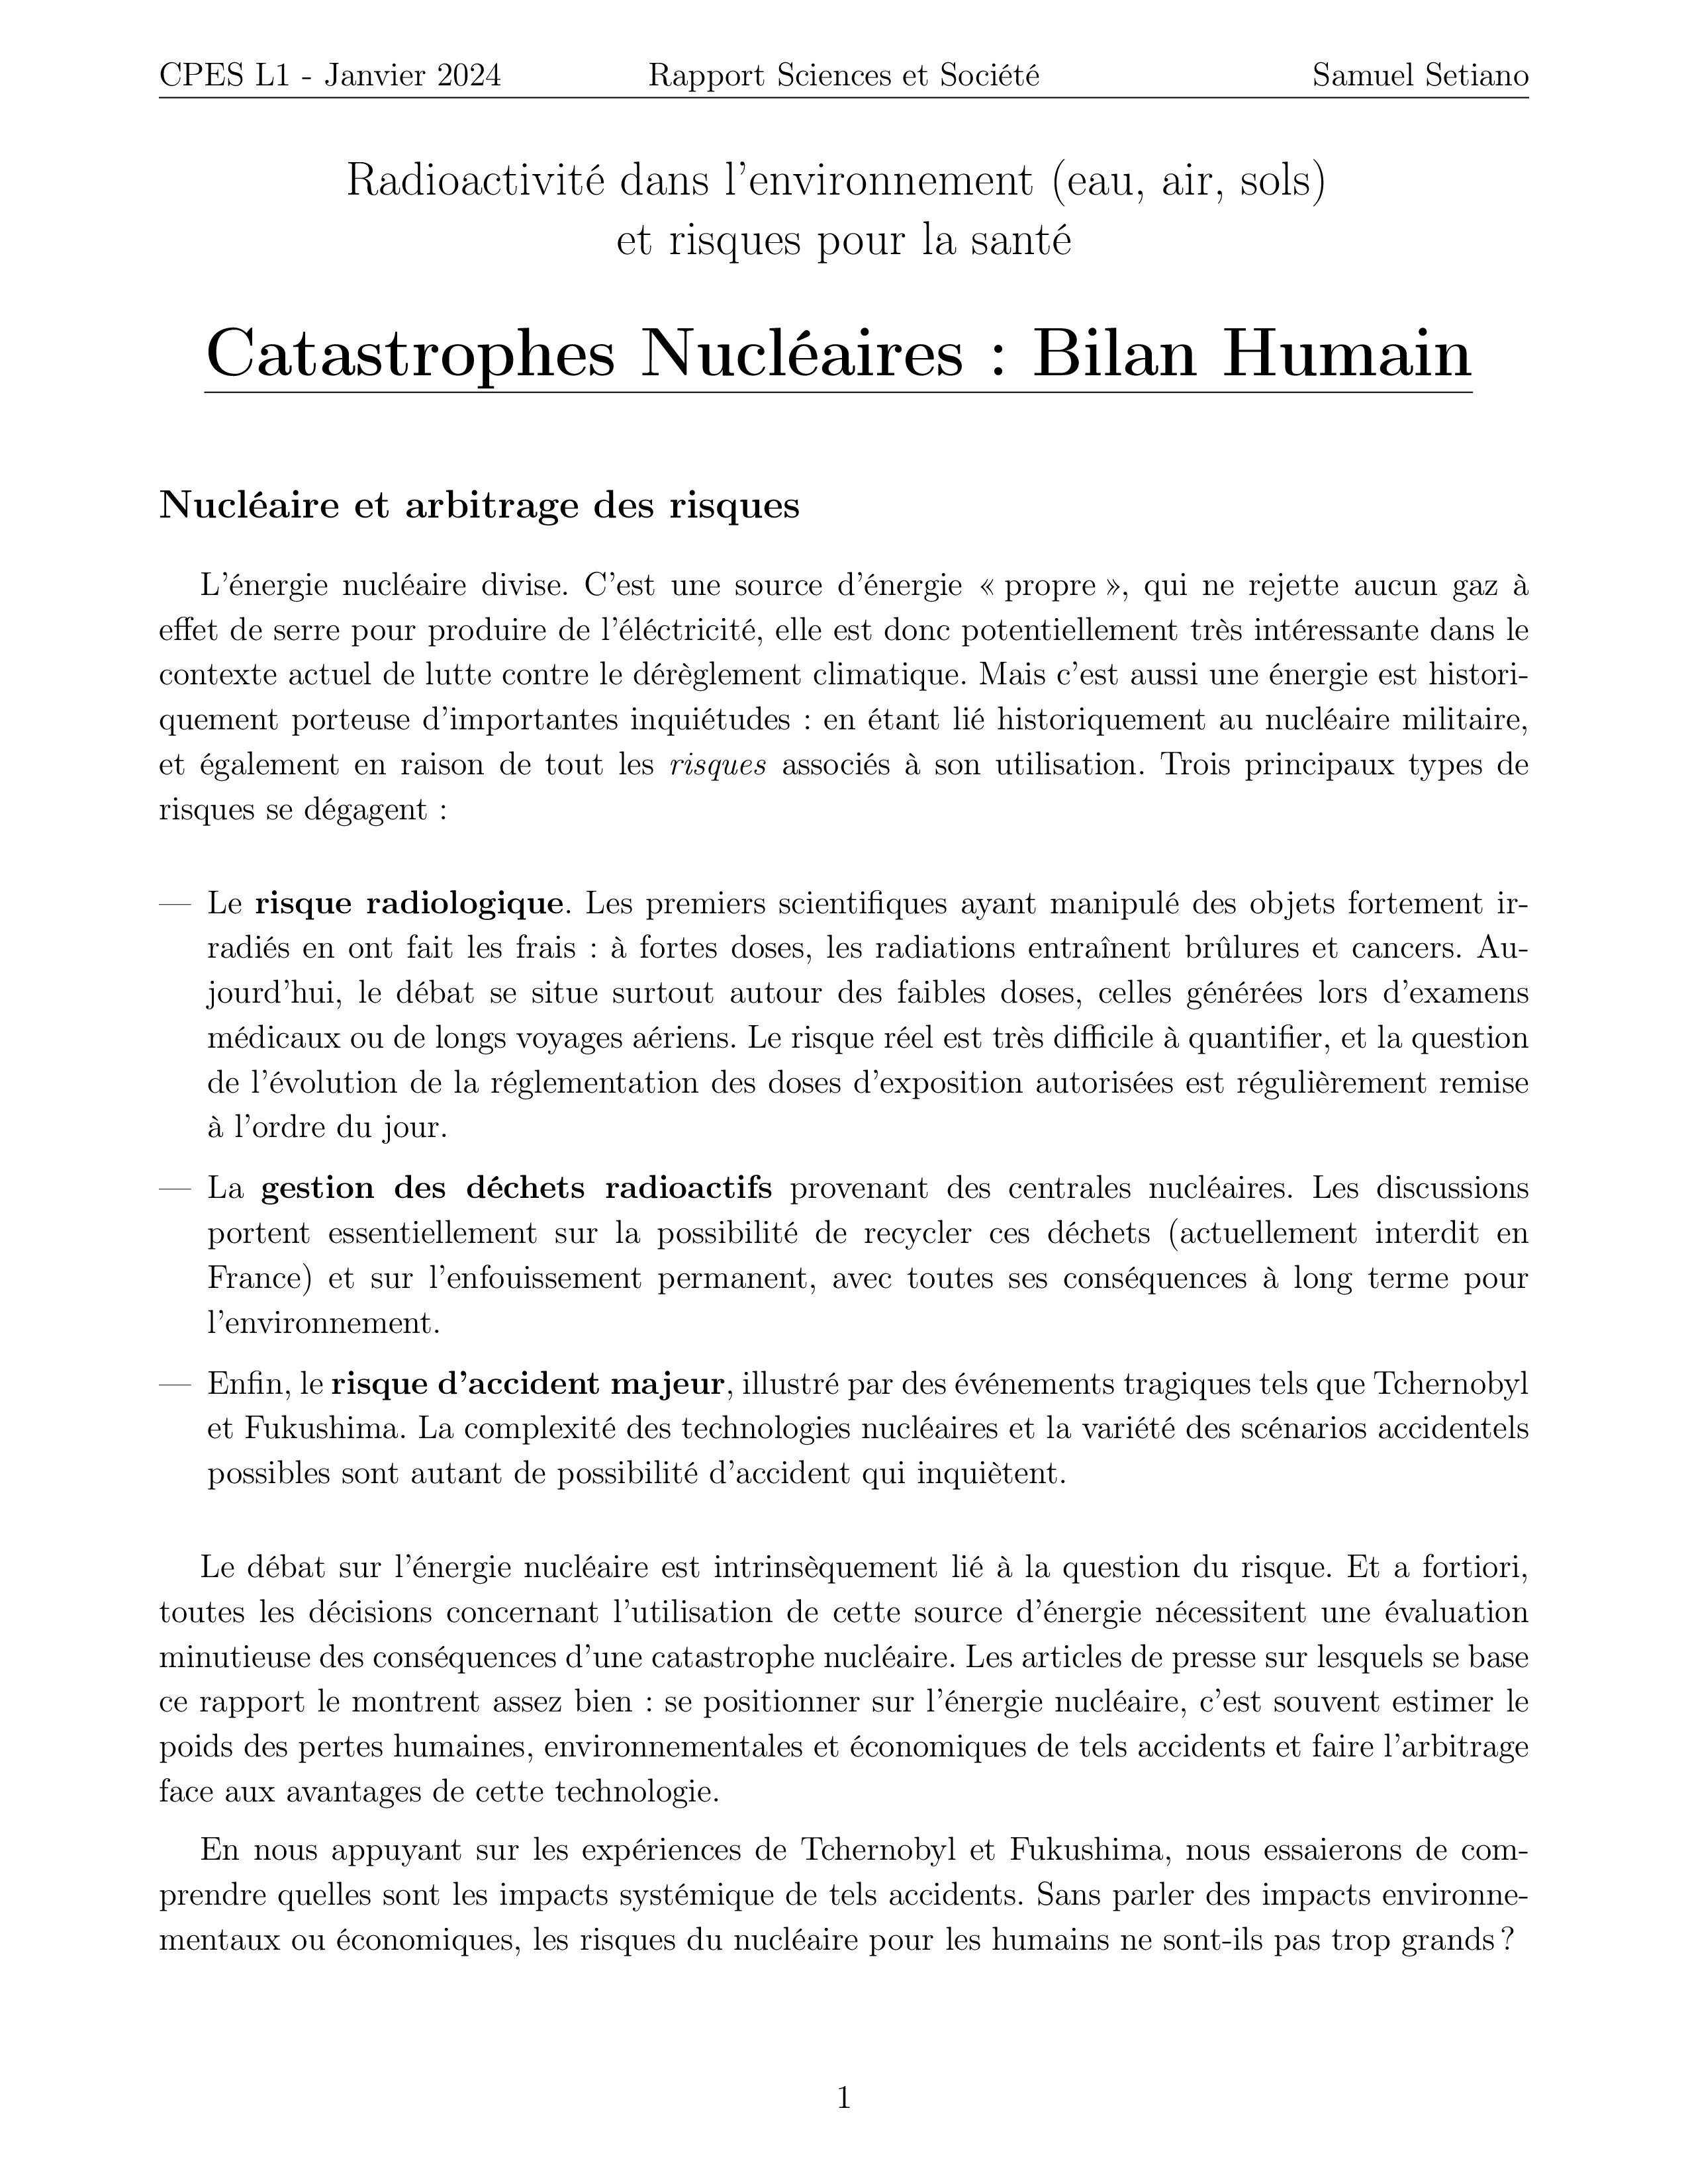 CPES L1 - Janvier 2024 Rapport Sciences et Société Samuel Setiano
Radioactivité dans l'environnement (eau, air, sols)
et risques pour la santé
Catastrophes Nucléaires : Bilan Humain
Nucléaire et arbitrage des risques
L'énergie nucléaire divise. C'est une source d'énergie « propre », qui ne rejette aucun gaz à
effet de serre pour produire de l'éléctricité, elle est donc potentiellement très intéressante dans le
contexte actuel de lutte contre le dérèglement climatique. Mais c'est aussi une énergie est histori-
quement porteuse d'importantes inquiétudes : en étant lié historiquement au nucléaire militaire,
et également en raison de tout les risques associés à son utilisation. Trois principaux types de
risques se dégagent :
— Le risque radiologique. Les premiers scientifiques ayant manipulé des objets fortement ir-
radiés en ont fait les frais : à fortes doses, les radiations entraînent brûlures et cancers. Au-
jourd'hui, le débat se situe surtout autour des faibles doses, celles générées lors d'examens
médicaux ou de longs voyages aériens. Le risque réel est très difficile à quantifier, et la question
de l'évolution de la réglementation des doses d'exposition autorisées est régulièrement remise
à l'ordre du jour.
— La gestion des déchets radioactifs provenant des centrales nucléaires. Les discussions
portent essentiellement sur la possibilité de recycler ces déchets (actuellement interdit en
France) et sur l'enfouissement permanent, avec toutes ses conséquences à long terme pour
l'environnement.
— Enfin, le risque d'accident majeur, illustré par des événements tragiques tels que Tchernobyl
et Fukushima. La complexité des technologies nucléaires et la variété des scénarios accidentels
possibles sont autant de possibilité d'accident qui inquiètent.
Le débat sur l'énergie nucléaire est intrinsèquement lié à la question du risque. Et a fortiori,
toutes les décisions concernant l'utilisation de cette source d'énergie nécessitent une évaluation
minutieuse des conséquences d'une catastrophe nucléaire. Les articles de presse sur lesquels se base
ce rapport le montrent assez bien : se positionner sur l'énergie nucléaire, c'est souvent estimer le
poids des pertes humaines, environnementales et économiques de tels accidents et faire l'arbitrage
face aux avantages de cette technologie.
En nous appuyant sur les expériences de Tchernobyl et Fukushima, nous essaierons de com-
prendre quelles sont les impacts systémique de tels accidents. Sans parler des impacts environne-
mentaux ou économiques, les risques du nucléaire pour les humains ne sont-ils pas trop grands ?
1